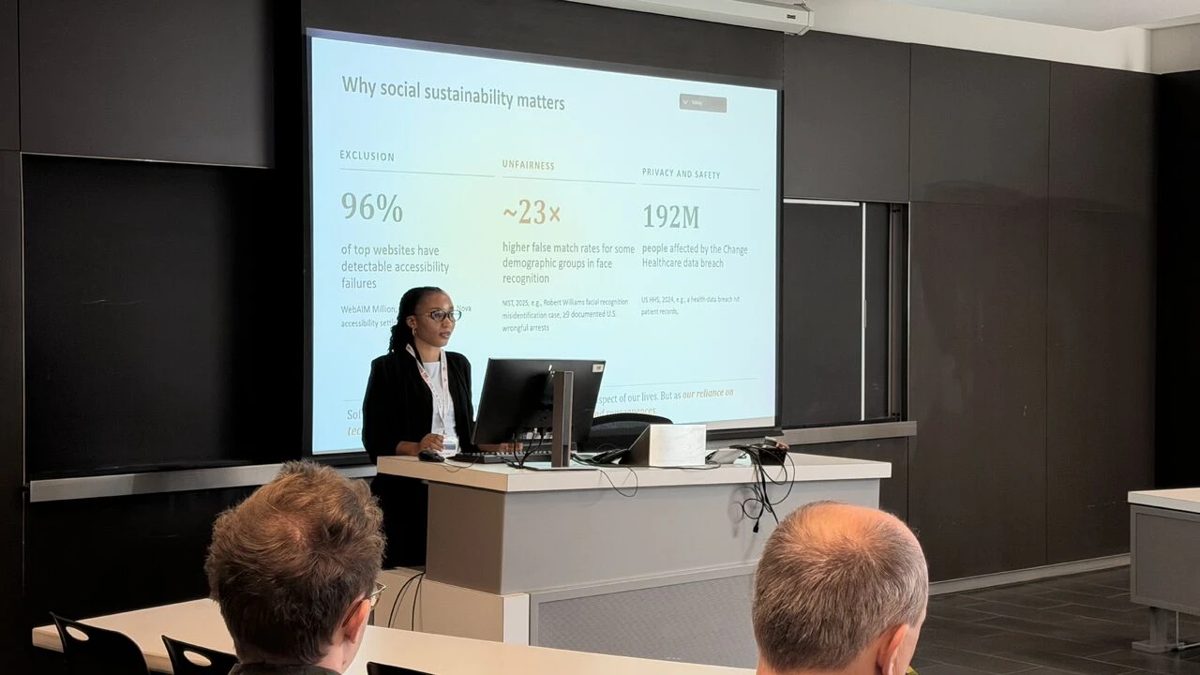 Why social sustainability matters
EXCLUSION
96%
of top websites have
detectable accessibility
failures
WebAIM Million,
accessibility
UNFAIRNESS
~23×
higher false match rates for some
demographic groups in face
recognition
NIST, 2025, e.g., Robert Williams facial recognition
misidentification case, ≥9 documented U.S.
wrongful arrests
PRIVACY AND SAFETY
192M
people affected by the Change
Healthcare data breach
US HHS, 2024, e.g., a health-data breach hit
patient records,
spect of our lives. But as our reliance on